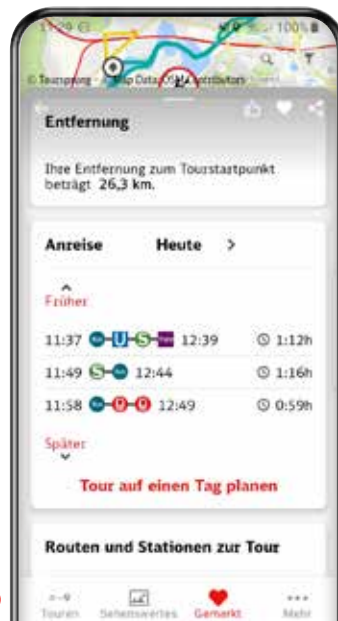 100%
Map Data OSM Contributors
Entfernung
Ihre Entfernung zum Tourstartpunkt
beträgt 26,3 km.
Anreise Heute >
Früher
11:37 U S 12:39 1:12h
11:49 S 12:44 1:16h
11:58 12:49 0:59h
Später
Tour auf einen Tag planen
Routen und Stationen zur Tour
Touren Sehenswertes Gemerkt Mehr